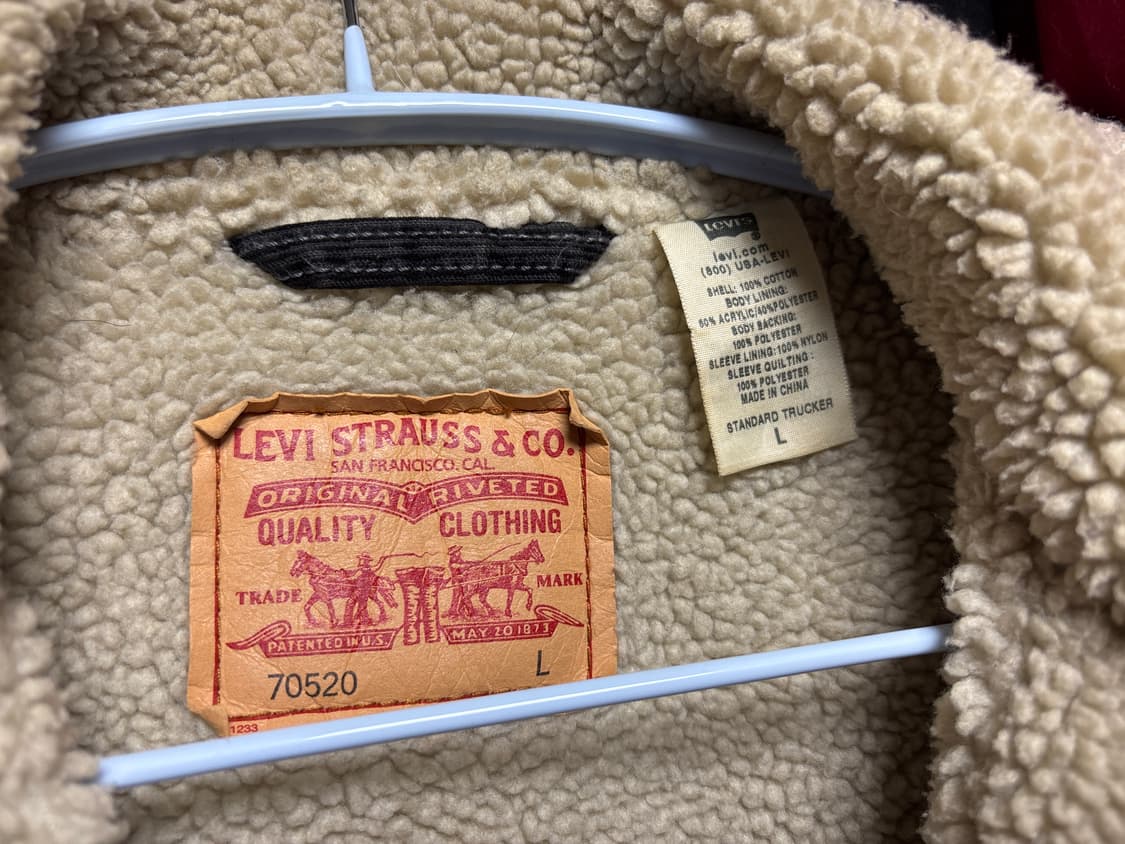 LEVI'S
®
levi.com
(800) USA-LEVI
SHELL: 100% COTTON
BODY LINING:
60% ACRYLIC/40%POLYESTER
BODY BACKING:
100% POLYESTER
SLEEVE LINING:100% NYLON
SLEEVE QUILTING :
100% POLYESTER
MADE IN CHINA
STANDARD TRUCKER
L
LEVI STRAUSS & CO.
SAN FRANCISCO. CAL.
ORIGINAL RIVETED
QUALITY CLOTHING
TRADE MARK
PATENTED IN U.S. MAY 20 1873
70520 L
1233